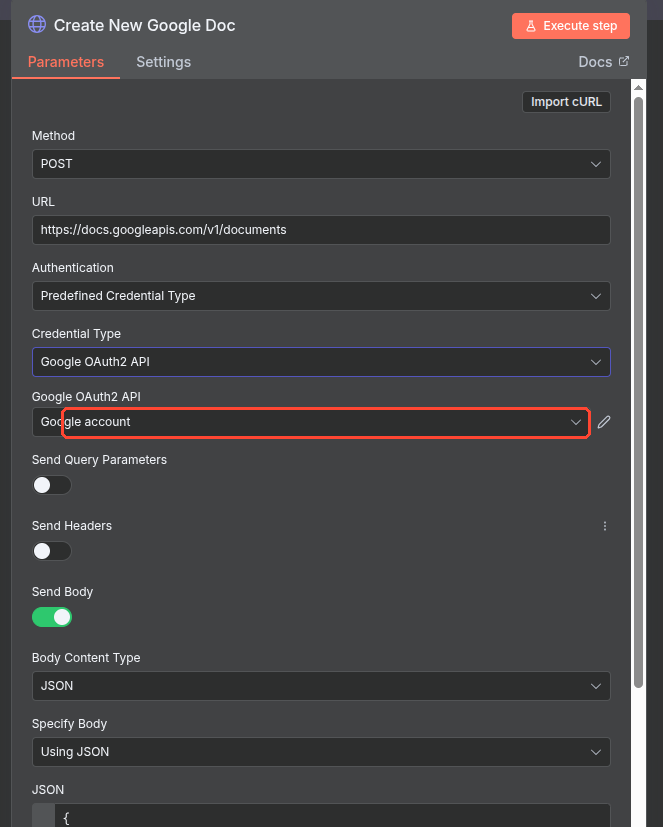 Create New Google Doc
Execute step
Parameters
Settings
Docs
Import cURL
Method
POST
URL
https://docs.googleapis.com/v1/documents
Authentication
Predefined Credential Type
Credential Type
Google OAuth2 API
Google OAuth2 API
Google account
Send Query Parameters
Send Headers
Send Body
Body Content Type
JSON
Specify Body
Using JSON
JSON
{